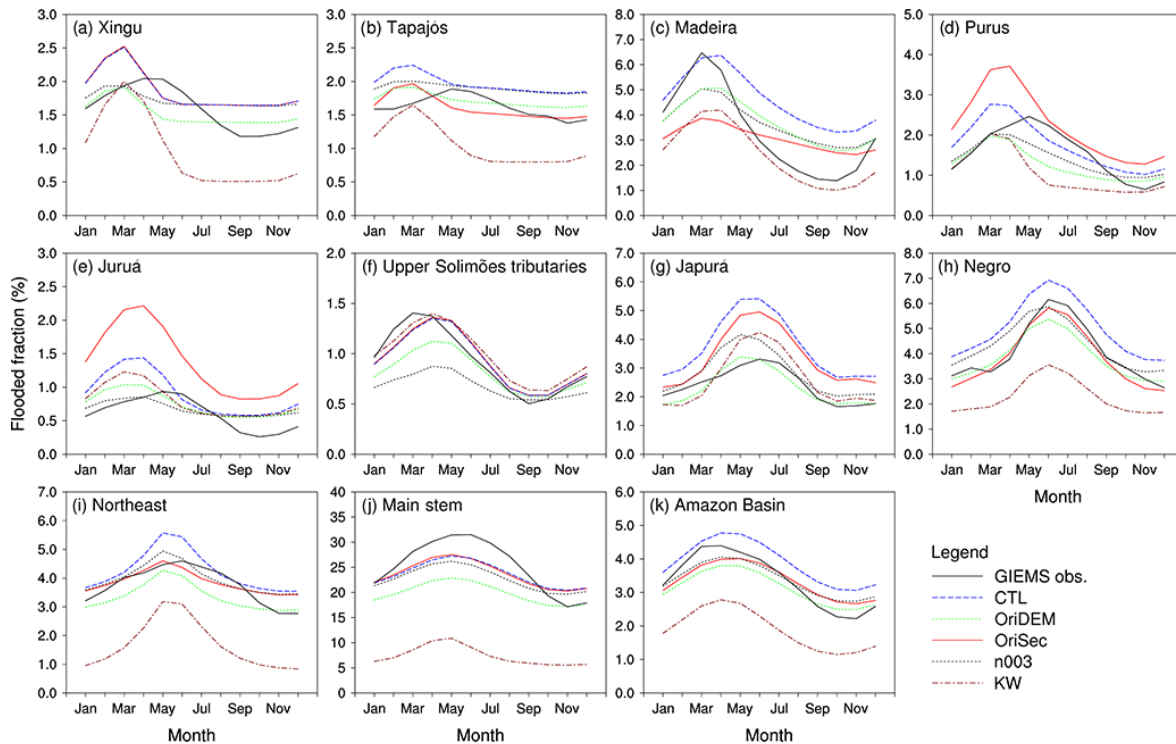 (a) Xingu
3.0
2.5
2.0
1.5
1.0
0.5
0.0
Jan Mar May Jul Sep Nov
(b) Tapajós
3.0
2.5
2.0
1.5
1.0
0.5
0.0
Jan Mar May Jul Sep Nov
(c) Madeira
8.0
7.0
6.0
5.0
4.0
3.0
2.0
1.0
0.0
Jan Mar May Jul Sep Nov
(d) Purus
5.0
4.0
3.0
2.0
1.0
0.0
Jan Mar May Jul Sep Nov
Flooded fraction (%)
(e) Juruá
3.0
2.5
2.0
1.5
1.0
0.5
0.0
Jan Mar May Jul Sep Nov
(f) Upper Solimões tributaries
2.0
1.5
1.0
0.5
0.0
Jan Mar May Jul Sep Nov
(g) Japurá
7.0
6.0
5.0
4.0
3.0
2.0
1.0
0.0
Jan Mar May Jul Sep Nov
(h) Negro
8.0
7.0
6.0
5.0
4.0
3.0
2.0
1.0
0.0
Jan Mar May Jul Sep Nov
Month
(i) Northeast
7.0
6.0
5.0
4.0
3.0
2.0
1.0
0.0
Jan Mar May Jul Sep Nov
Month
(j) Main stem
40
35
30
25
20
15
10
5
0
Jan Mar May Jul Sep Nov
Month
(k) Amazon Basin
6.0
5.0
4.0
3.0
2.0
1.0
0.0
Jan Mar May Jul Sep Nov
Month
Legend
GIEMS obs.
CTL
OriDEM
OriSec
n003
KW